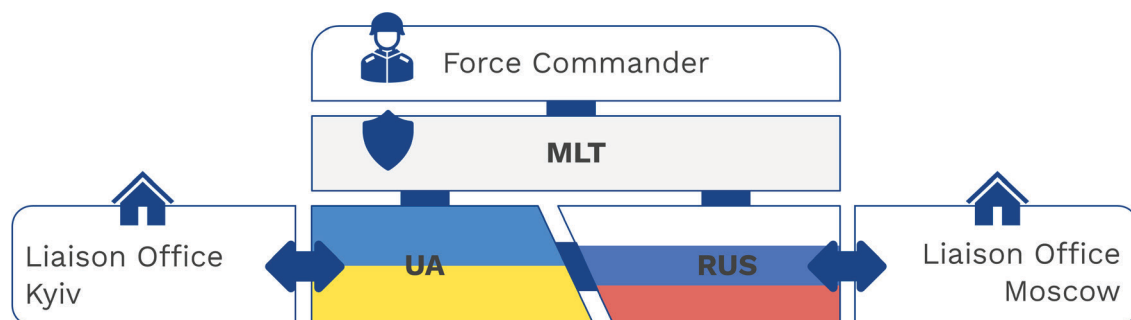 Force Commander
MLT
Liaison Office
Kyiv
UA
RUS
Liaison Office
Moscow